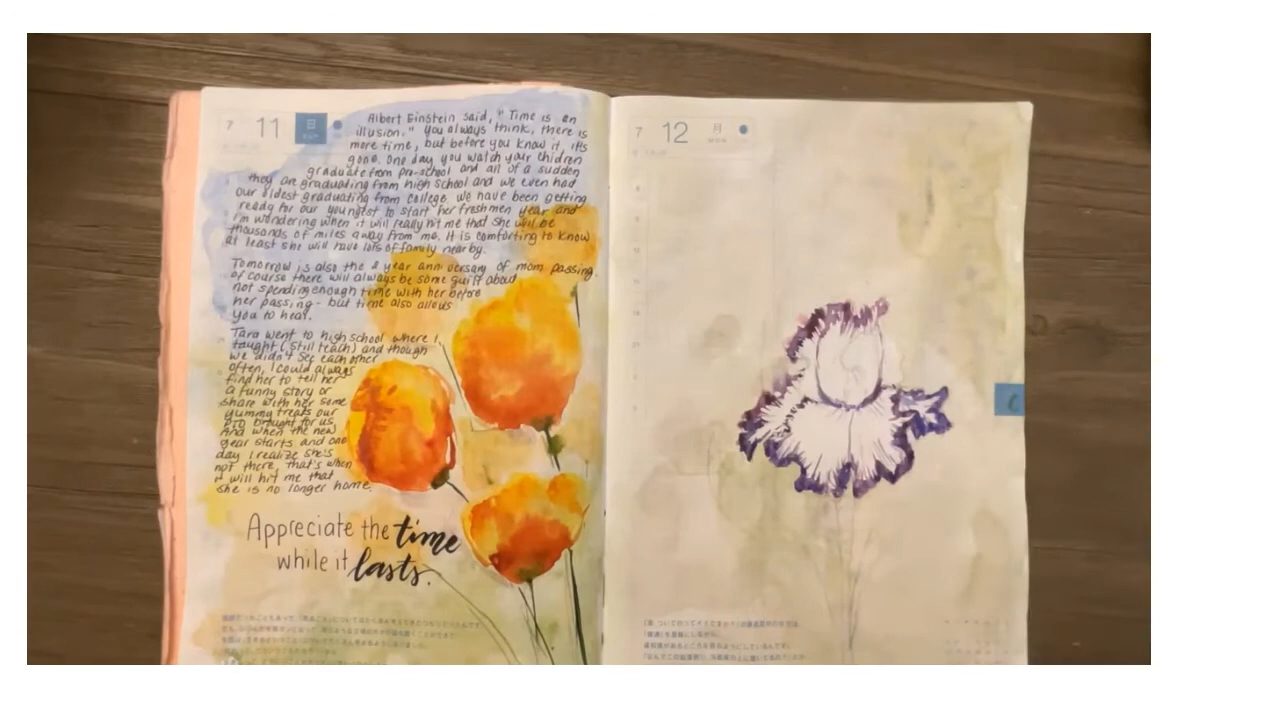 7 11 日
Albert Einstein said, "Time is an
illusion." You always think, there is
more time, but before you know it, it's
gone. One day you watch your chidren
graduate from pre-school and all of a sudden
they are graduating from high school and we even had
our oldest graduating from college. We have been getting
ready for our youngest to start her freshmen year and
I'm wondering when it will really hit me that she will be
thousands of miles away from me. It is comforting to know
at least she will have lots of family nearby.
Tomorrow is also the 2 year anniversary of mom passing.
Of course there will always be some guilt about
not spending enough time with her before
her passing - but time also allows
you to heal.
Tara went to high school where I
taught (still teach) and though
we didn't see each other
often, I could always
find her to tell her
a funny story or
share with her some
yummy treats our
PTO brought for us.
And when the new
year starts and one
day I realize she's
not there, that's when
it will hit me that
she is no longer home.
Appreciate the time
while it lasts.
7 12 月
MON